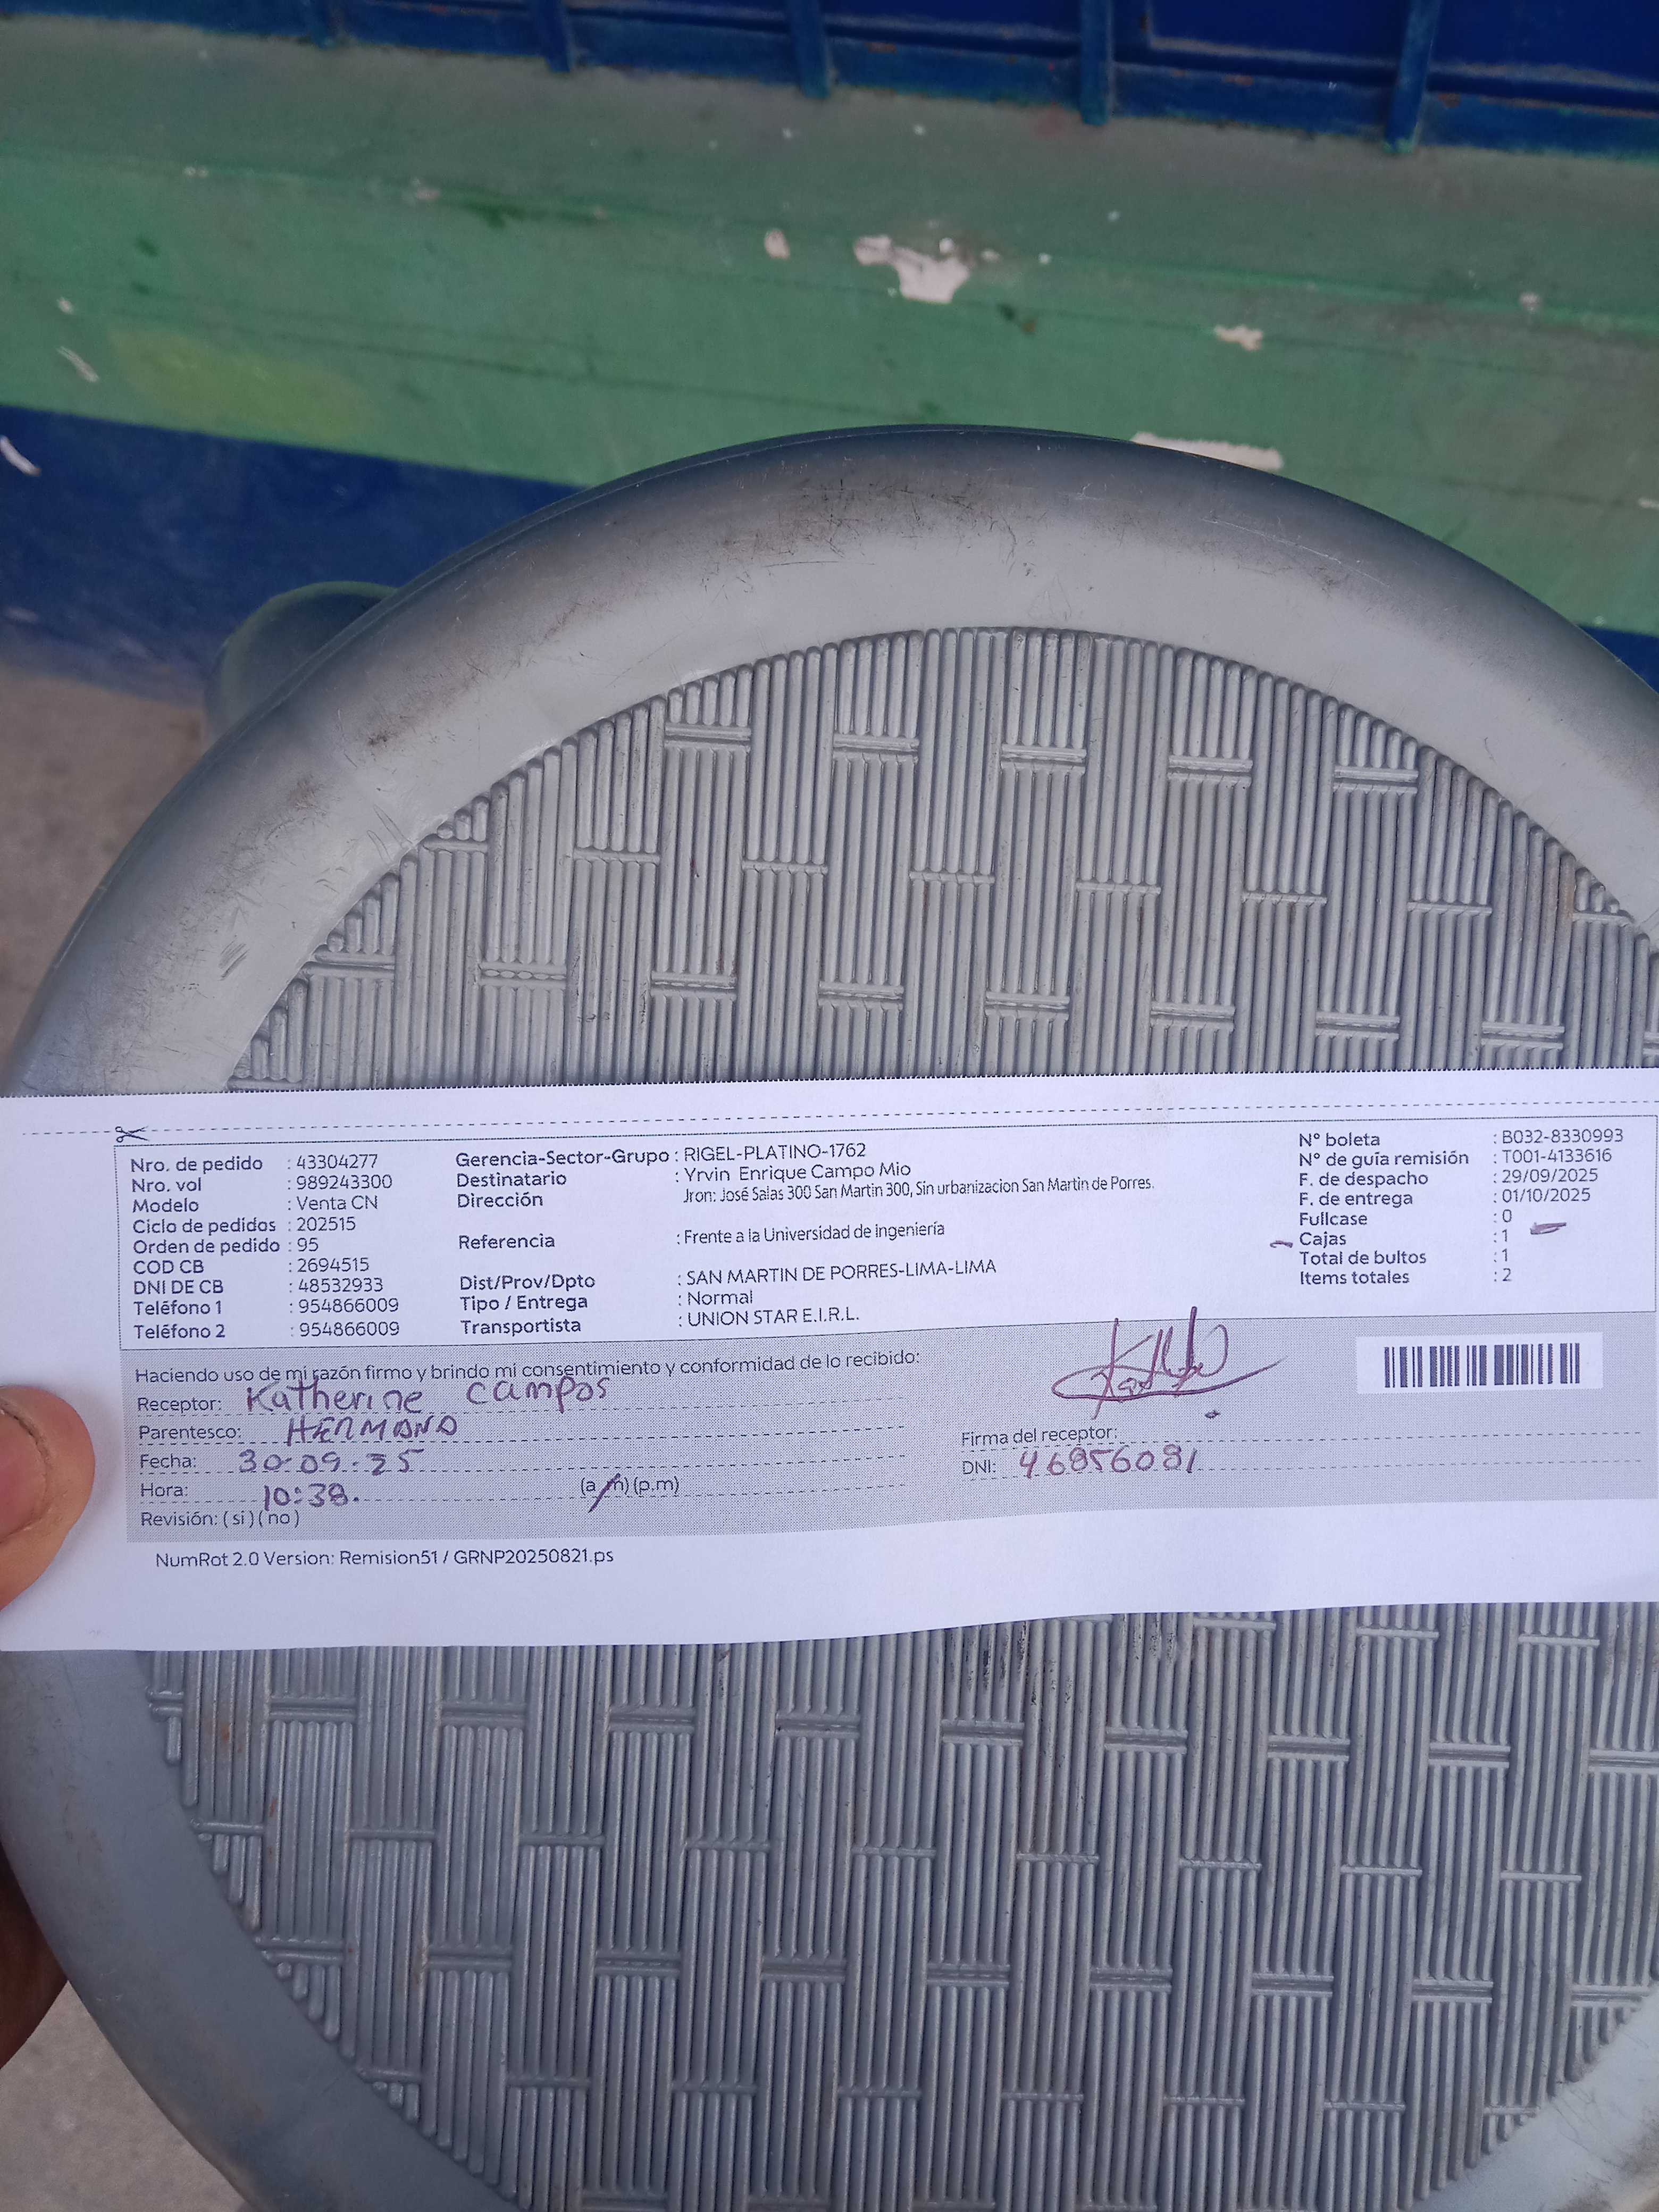 Nro. de pedido : 43304277
Nro. vol : 989243300
Modelo : Venta CN
Ciclo de pedidos : 202515
Orden de pedido : 95
COD CB : 2694515
DNI DE CB : 48532933
Teléfono 1 : 954866009
Teléfono 2 : 954866009
Gerencia-Sector-Grupo : RIGEL-PLATINO-1762
Destinatario : Yrvin Enrique Campo Mio
Dirección Jron: José Salas 300 San Martin 300, Sin urbanizacion San Martin de Porres.
Referencia : Frente a la Universidad de ingeniería
Dist/Prov/Dpto : SAN MARTIN DE PORRES-LIMA-LIMA
Tipo / Entrega : Normal
Transportista : UNION STAR E.I.R.L.
N° boleta : B032-8330993
N° de guía remisión : T001-4133616
F. de despacho : 29/09/2025
F. de entrega : 01/10/2025
Fullcase : 0
Cajas : 1
Total de bultos : 1
Items totales : 2
Haciendo uso de mi razón firmo y brindo mi consentimiento y conformidad de lo recibido:
Receptor: Katherine Campos
Parentesco: HERMANA
Fecha: 30-09-25
Hora: 10:38. (a.m) (p.m)
Revisión: ( si ) ( no )
Firma del receptor:
DNI: 46856081
NumRot 2.0 Version: Remision51 / GRNP20250821.ps